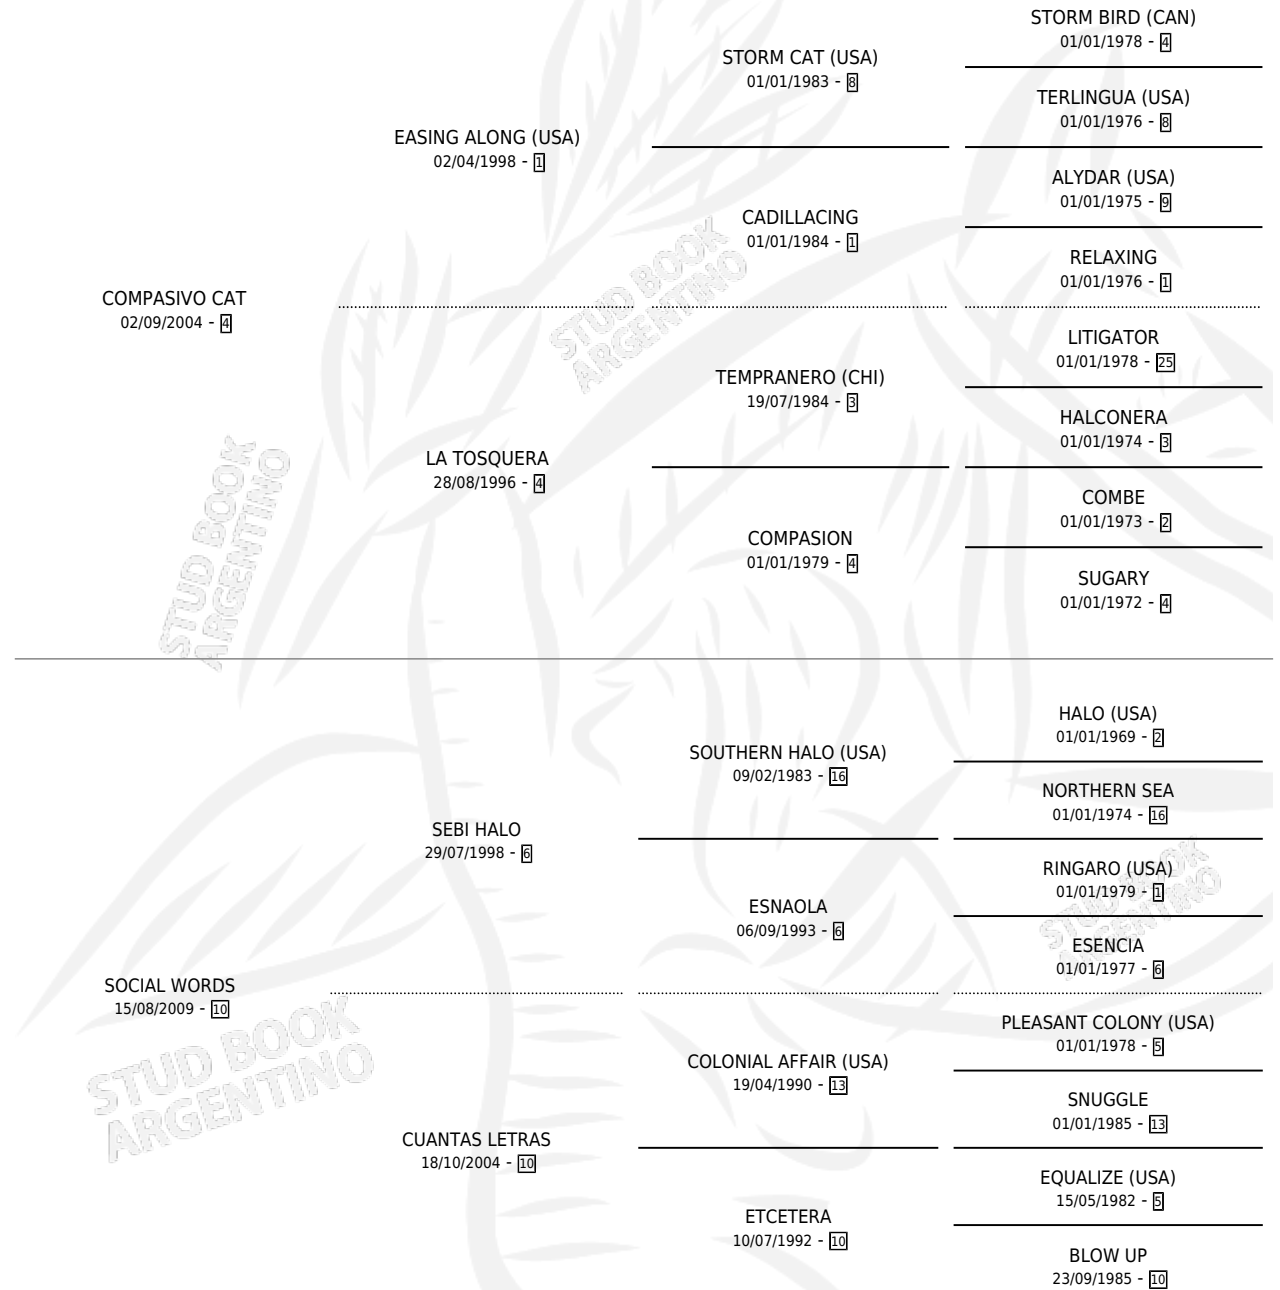 STORM BIRD (CAN)
01/01/1978 - 4
STORM CAT (USA)
01/01/1983 - 8
TERLINGUA (USA)
01/01/1976 - 8
EASING ALONG (USA)
02/04/1998 - 1
ALYDAR (USA)
01/01/1975 - 9
CADILLACING
01/01/1984 - 1
RELAXING
01/01/1976 - 1
COMPASIVO CAT
02/09/2004 - 4
LITIGATOR
01/01/1978 - 25
TEMPRANERO (CHI)
19/07/1984 - 3
HALCONERA
01/01/1974 - 3
LA TOSQUERA
28/08/1996 - 4
COMBE
01/01/1973 - 2
COMPASION
01/01/1979 - 4
SUGARY
01/01/1972 - 4
HALO (USA)
01/01/1969 - 2
SOUTHERN HALO (USA)
09/02/1983 - 16
NORTHERN SEA
01/01/1974 - 16
SEBI HALO
29/07/1998 - 6
RINGARO (USA)
01/01/1979 - 1
ESNAOLA
06/09/1993 - 6
ESENCIA
01/01/1977 - 6
SOCIAL WORDS
15/08/2009 - 10
PLEASANT COLONY (USA)
01/01/1978 - 5
COLONIAL AFFAIR (USA)
19/04/1990 - 13
SNUGGLE
01/01/1985 - 13
CUANTAS LETRAS
18/10/2004 - 10
EQUALIZE (USA)
15/05/1982 - 5
ETCETERA
10/07/1992 - 10
BLOW UP
23/09/1985 - 10
STUD BOOK
ARGENTINO
STUD BOOK
ARGENTINO
STUD BOOK
ARGENTINO
STUD BOOK
ARGENTINO